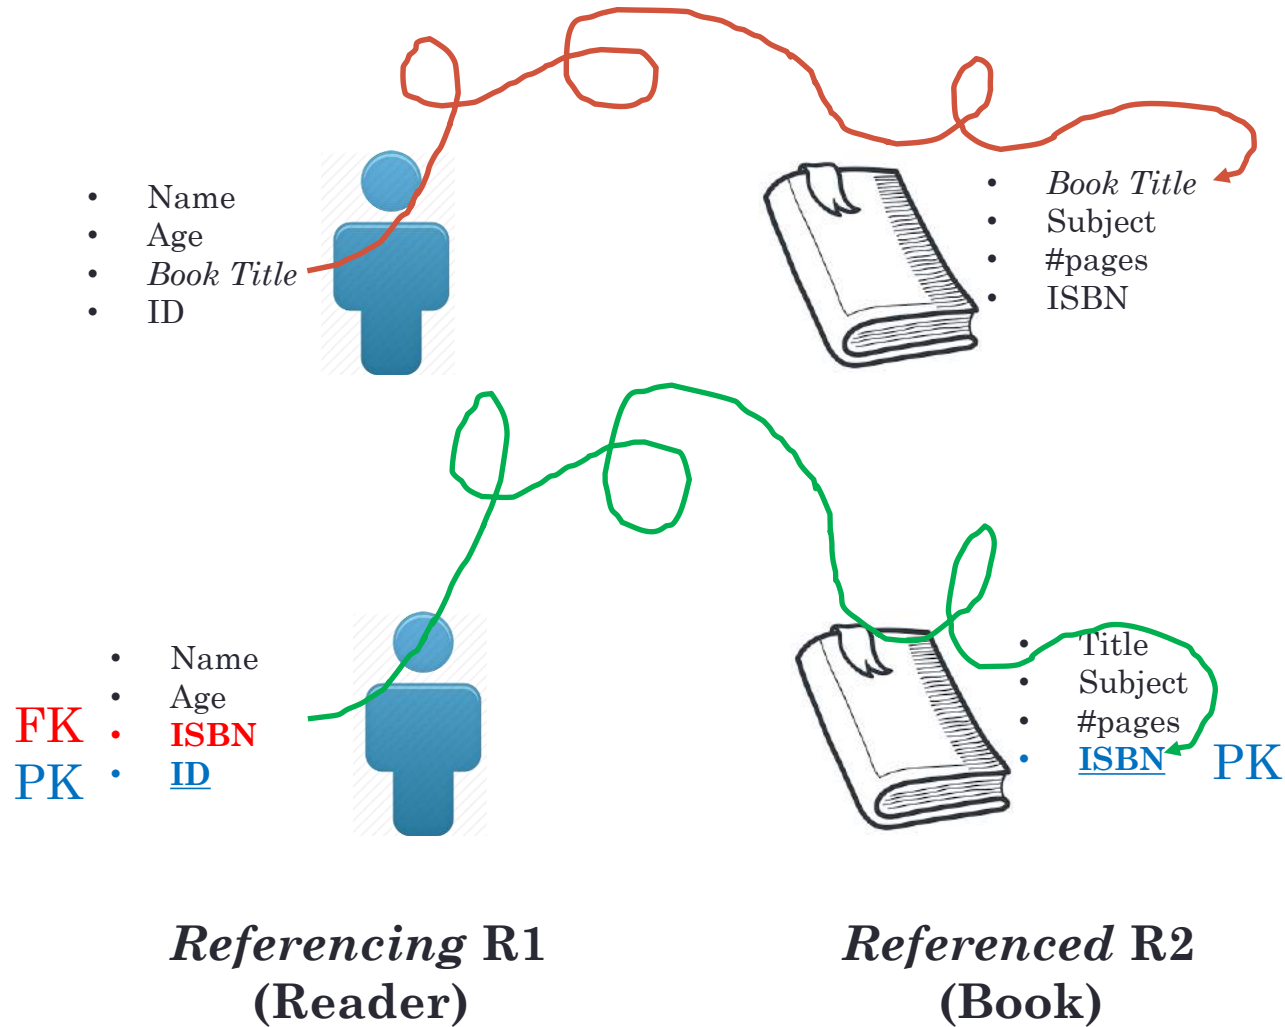 • Name
• Age
• Book Title
• ID
• Book Title
• Subject
• #pages
• ISBN
• Name
• Age
FK • ISBN
PK • ID
• Title
• Subject
• #pages
• ISBN PK
Referencing R1
(Reader)
Referenced R2
(Book)